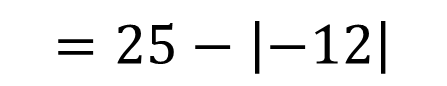 = 25 − |−12|